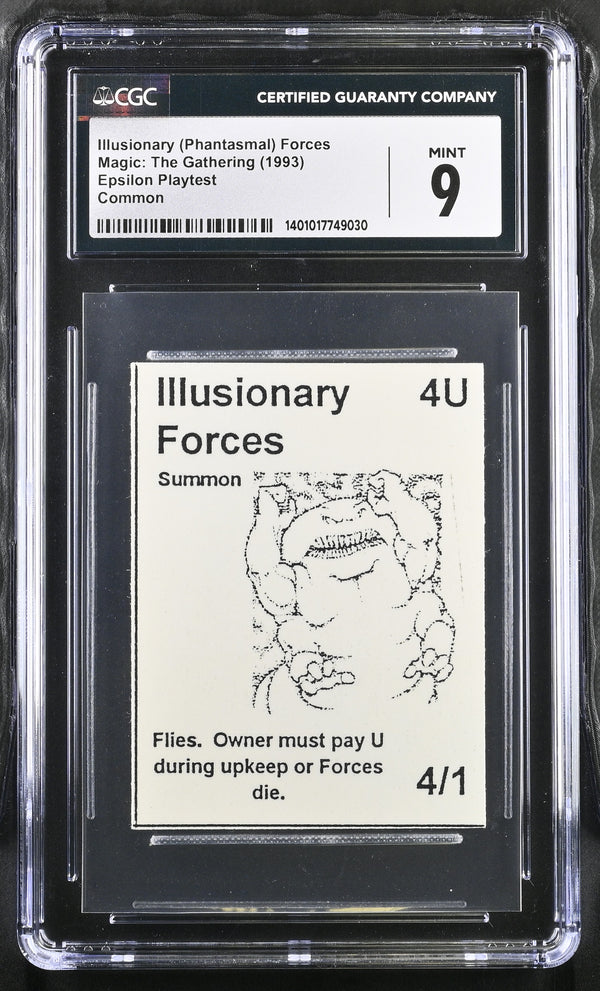 CGC
CERTIFIED GUARANTY COMPANY
Illusionary (Phantasmal) Forces
Magic: The Gathering (1993)
Epsilon Playtest
Common
MINT
9
1401017749030
Illusionary 4U
Forces
Summon
Flies. Owner must pay U
during upkeep or Forces
die.
4/1